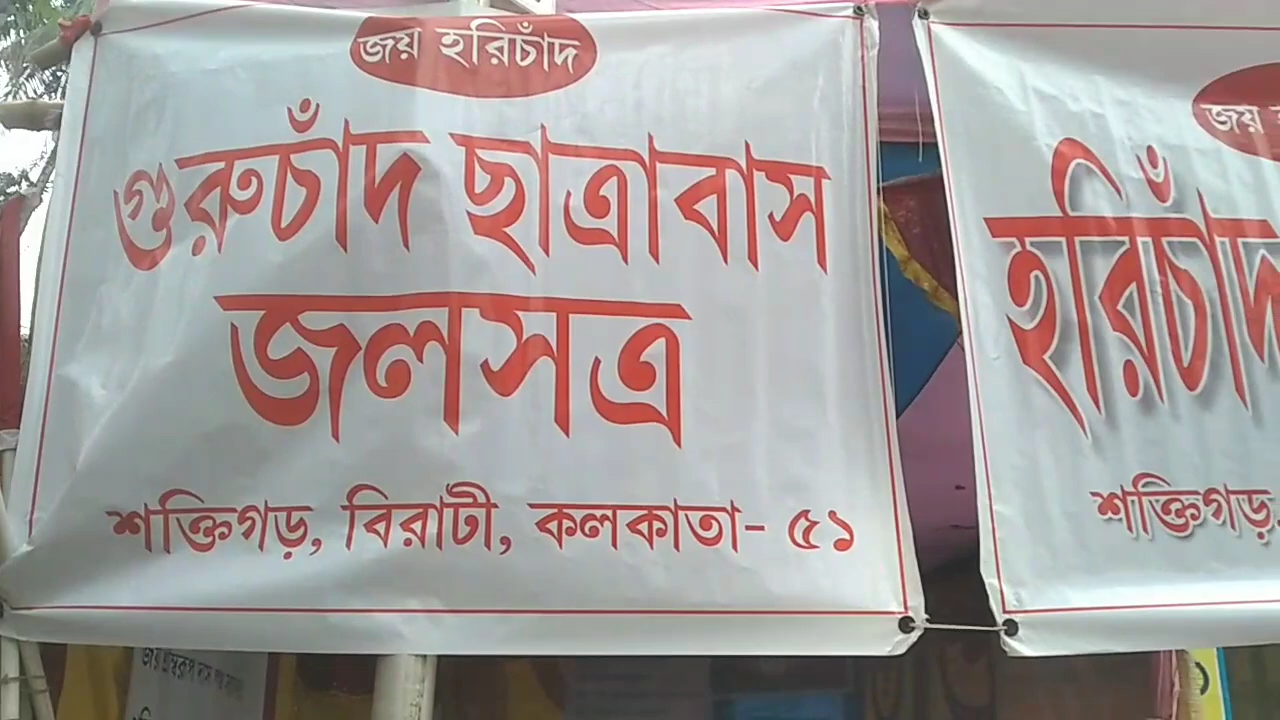 জয় হরিচাঁদ
গুরুচাঁদ ছাত্রাবাস
জলসত্র
শক্তিগড়, বিরাটী, কলকাতা- ৫১
জয়
হরিচাঁদ
শক্তিগড়,